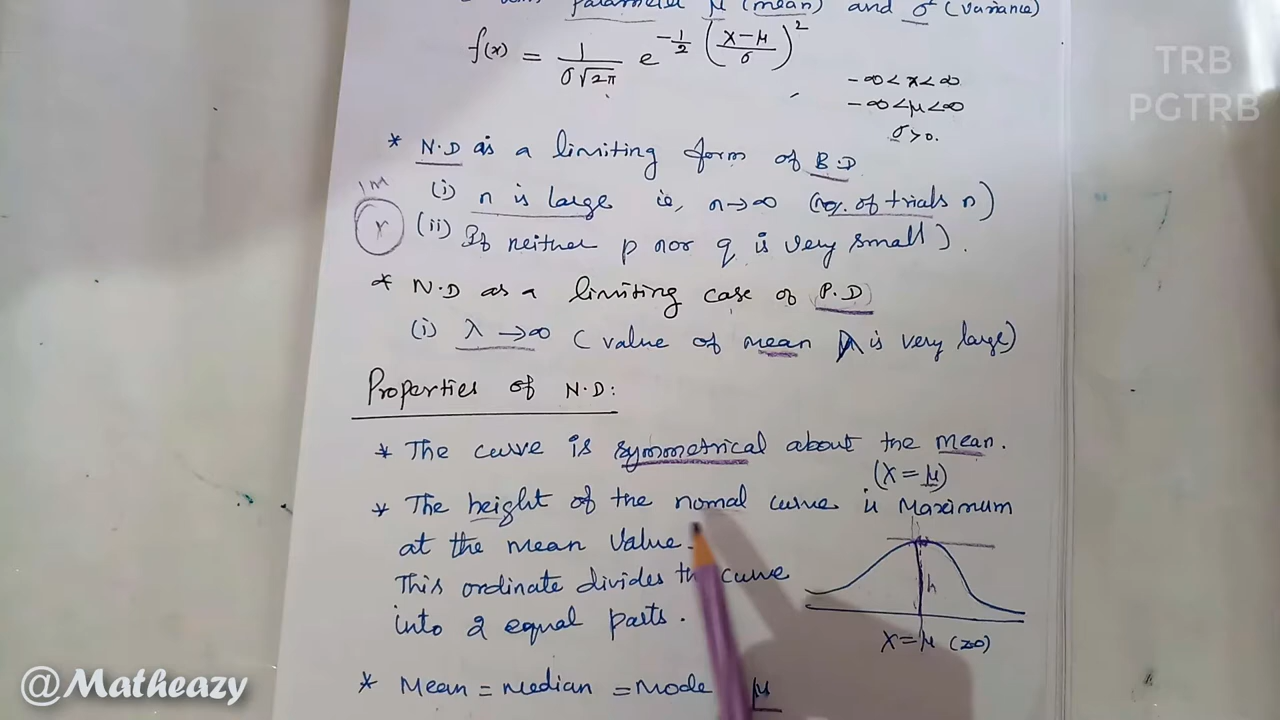 parameter μ (mean) and σ² (variance)
f(x) = 1/(σ√2π) e^{-1/2 ((x-μ)/σ)²}
-∞<x<∞
-∞<μ<∞
σ>0.
TRB
PGTRB
* N.D as a limiting form of B.D
1M
(i) n is large ie, n→∞ (no. of trials n)
r
(ii) If neither p nor q is very small).
* N.D as a limiting case of (P.D)
(i) λ →∞ (value of mean λ is very large)
Properties of N.D:
* The curve is symmetrical about the mean.
(X = μ)
* The height of the nomal curve is Maximum
at the mean value.
This ordinate divides the curve
into 2 equal parts.
h
X=μ (z=0)
* Mean = median = Mode μ
@Matheazy